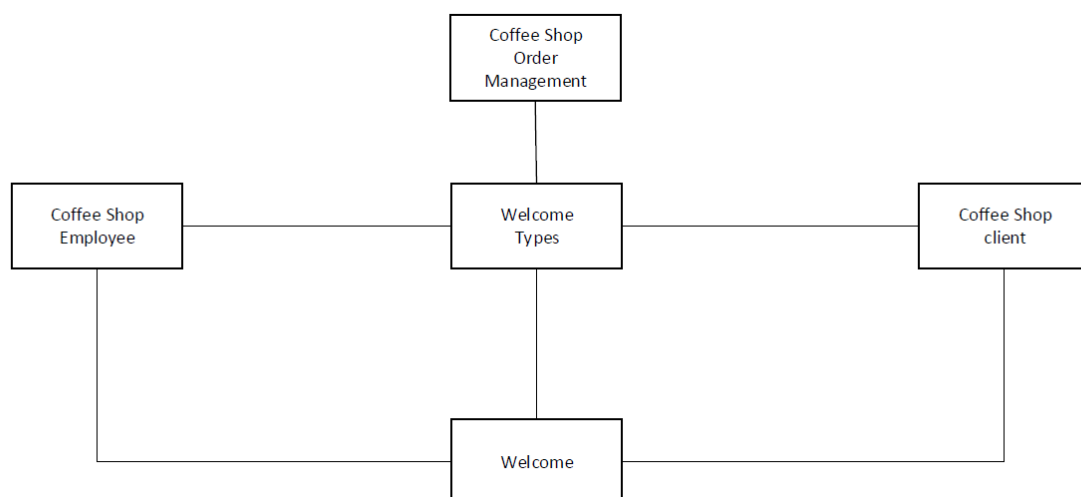 Coffee Shop
Order
Management
Coffee Shop
Employee
Welcome
Types
Coffee Shop
client
Welcome